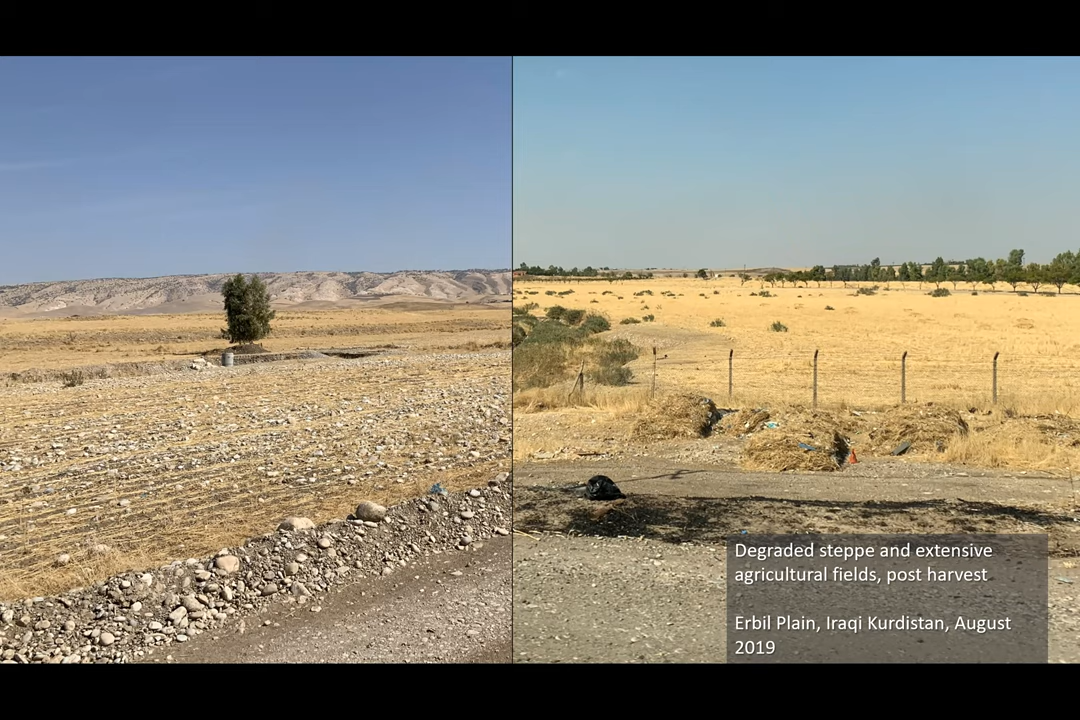 Degraded steppe and extensive
agricultural fields, post harvest
Erbil Plain, Iraqi Kurdistan, August
2019